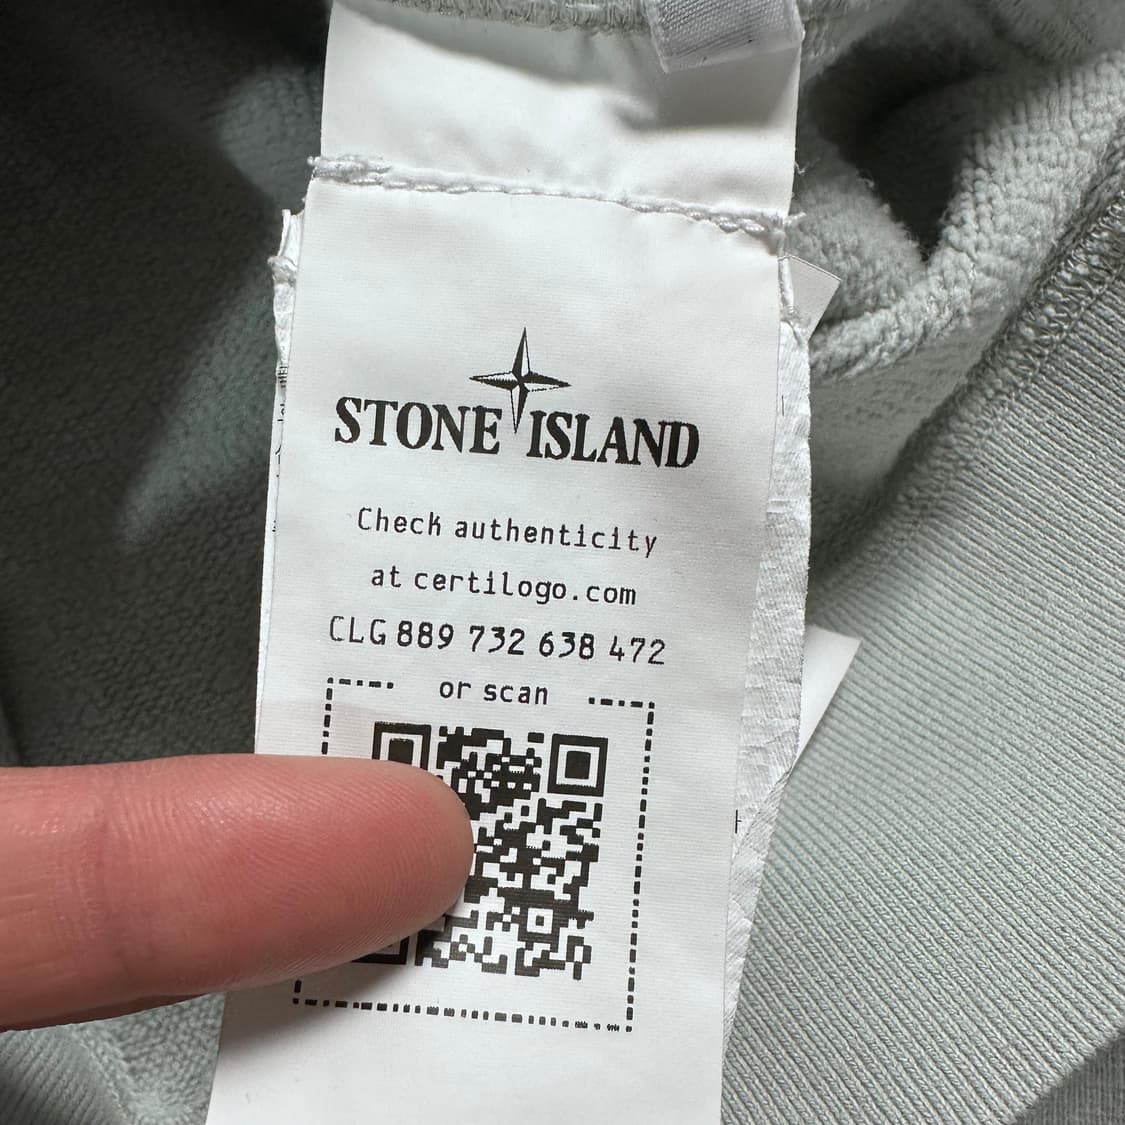 STONE ISLAND
Check authenticity
at certilogo.com
CLG 889 732 638 472
or scan